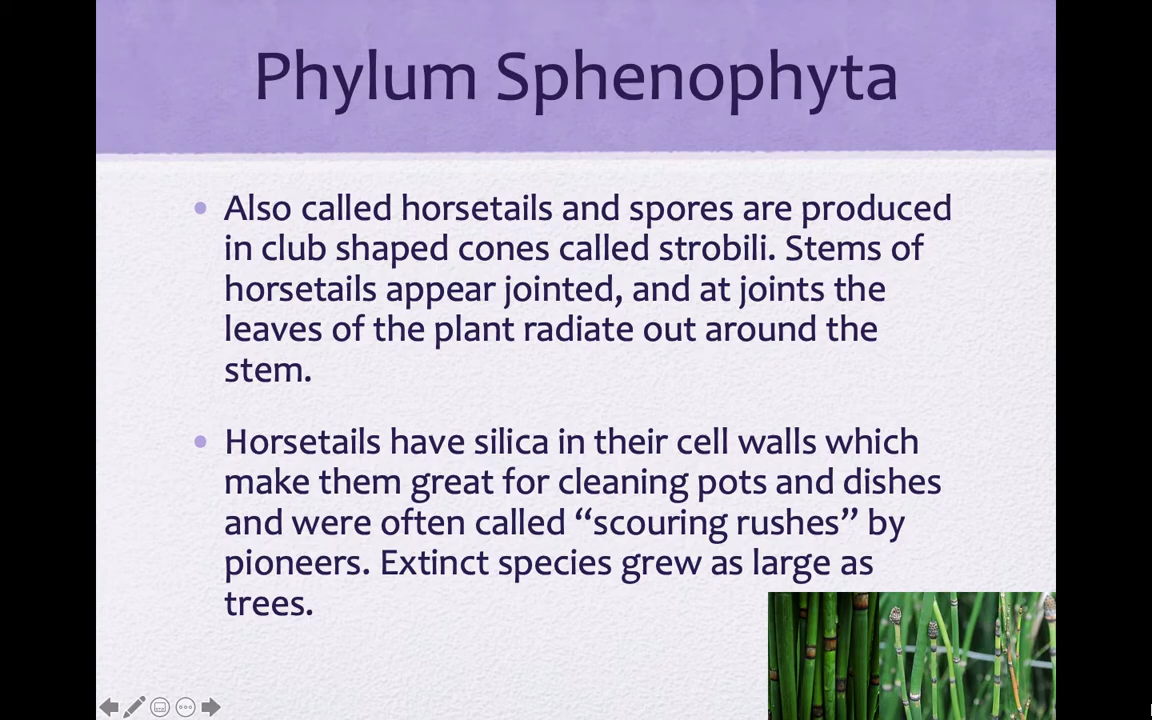 Phylum Sphenophyta
• Also called horsetails and spores are produced
in club shaped cones called strobili. Stems of
horsetails appear jointed, and at joints the
leaves of the plant radiate out around the
stem.
• Horsetails have silica in their cell walls which
make them great for cleaning pots and dishes
and were often called “scouring rushes” by
pioneers. Extinct species grew as large as
trees.